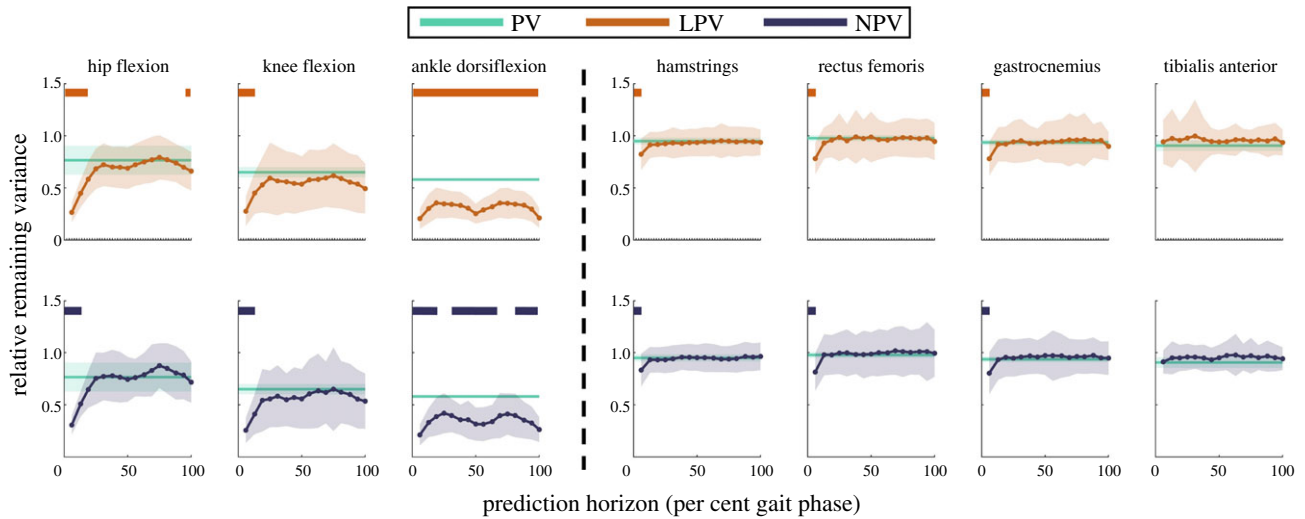 PV LPV NPV
hip flexion knee flexion ankle dorsiflexion hamstrings rectus femoris gastrocnemius tibialis anterior
1.5 1.5
1.0 1.0
0.5 0.5
0 0
relative remaining variance
1.5 1.5
1.0 1.0
0.5 0.5
0 50 100 0 50 100 0 50 100 0 50 100 0 50 100 0 50 100 0 50 100
prediction horizon (per cent gait phase)